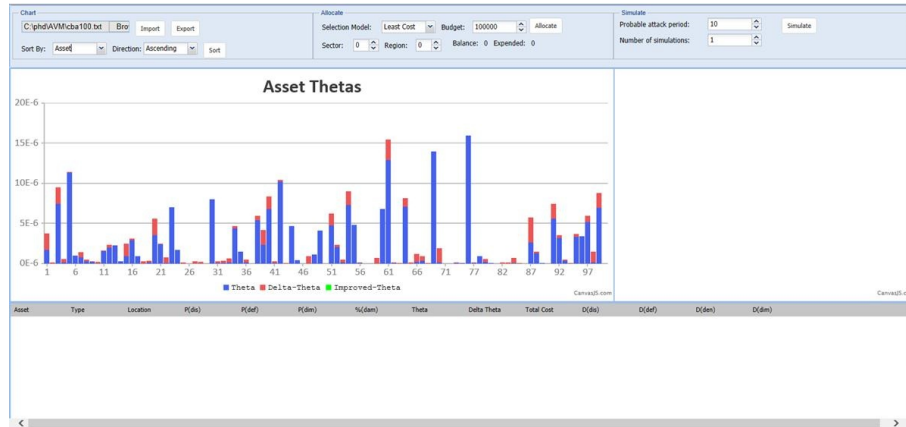 Chart
C:\phd\AVM\cba100.txt Bro Import Export
Sort By: Asset Direction: Ascending Sort
Allocate
Selection Model: Least Cost Budget: 100000 Allocate
Sector: 0 Region: 0 Balance: 0 Expended: 0
Simulate
Probable attack period: 10 Simulate
Number of simulations: 1
Asset Thetas
20E-6
15E-6
10E-6
5E-6
0E-6
1 6 11 16 21 26 31 36 41 46 51 56 61 66 71 77 82 87 92 97
Theta Delta-Theta Improved-Theta
CanvasJS.com
CanvasJS.c
Asset Type Location P(dis) P(def) P(dim) %(dam) Theta Delta Theta Total Cost D(dis) D(def) D(den) D(dim)